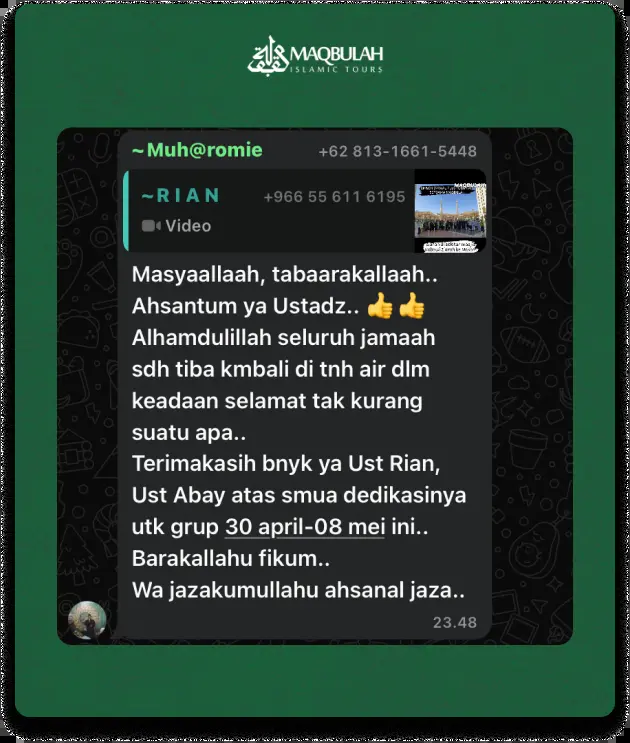 MAQBULAH
ISLAMIC TOURS
~Muh@romie +62 813-1661-5448
~RIAN +966 55 611 6195
Video
MAQBULAH
Masyaallaah, tabaarakallaah..
Ahsantum ya Ustadz.. 👍👍
Alhamdulillah seluruh jamaah
sdh tiba kmbali di tnh air dlm
keadaan selamat tak kurang
suatu apa..
Terimakasih bnyk ya Ust Rian,
Ust Abay atas smua dedikasinya
utk grup 30 april-08 mei ini..
Barakallahu fikum..
Wa jazakumullahu ahsanal jaza..
23.48